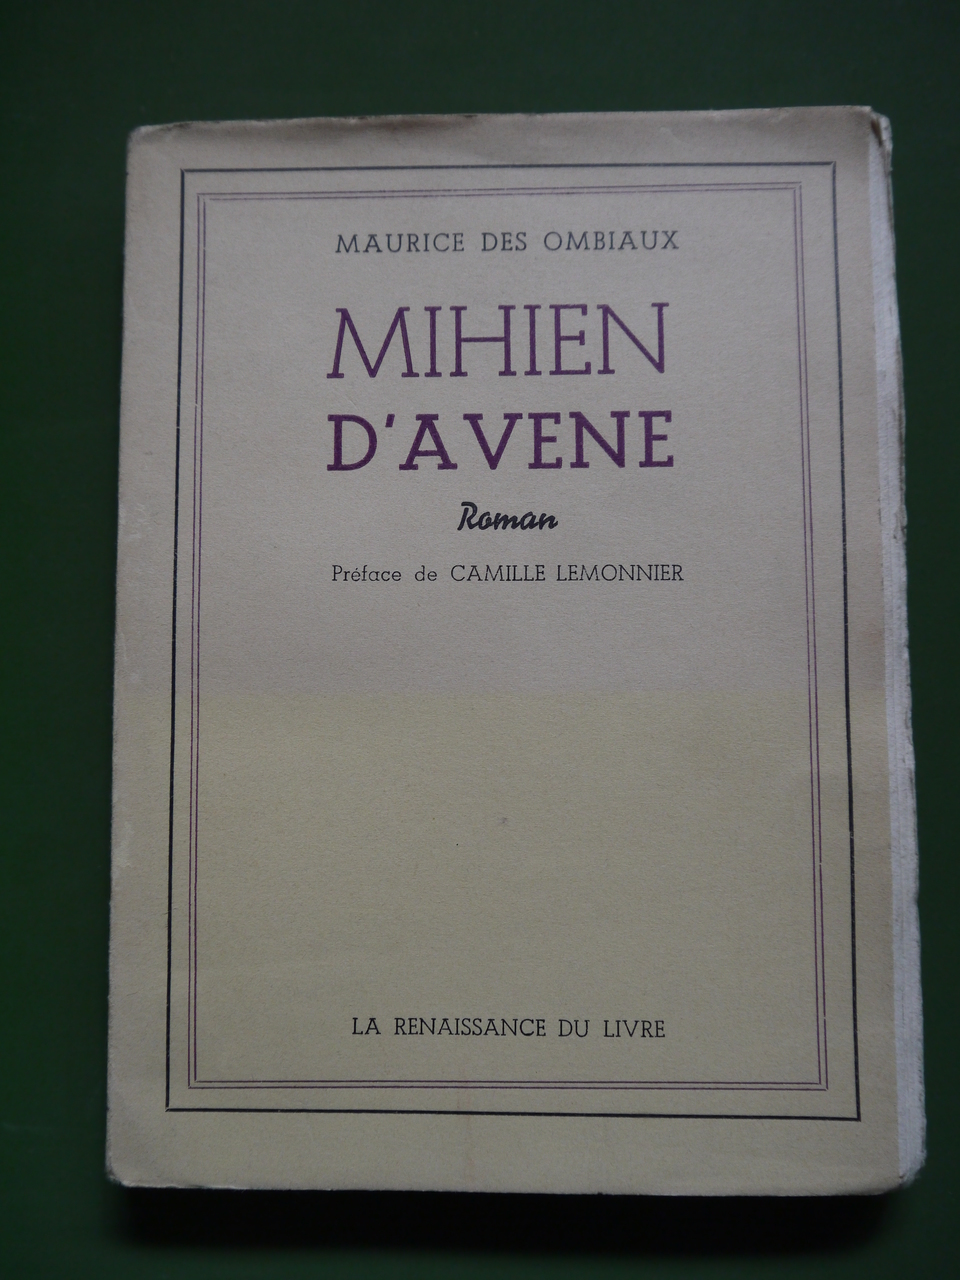 MAURICE DES OMBIAUX
MIHIEN
D'AVENE
Roman
Préface de CAMILLE LEMONNIER
LA RENAISSANCE DU LIVRE